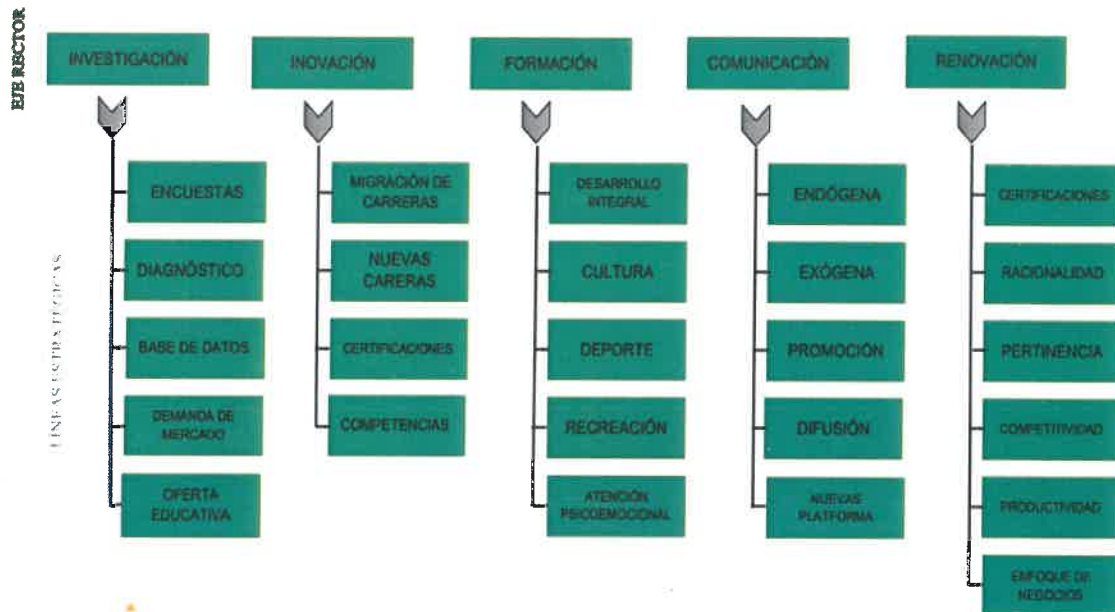 EJE RECTOR
INVESTIGACIÓN
INOVACIÓN
FORMACIÓN
COMUNICACIÓN
RENOVACIÓN
LINEAS ESTRATEGICAS
ENCUESTAS
DIAGNÓSTICO
BASE DE DATOS
DEMANDA DE
MERCADO
OFERTA
EDUCATIVA
MIGRACIÓN DE
CARRERAS
NUEVAS
CARERAS
CERTIFICACIONES
COMPETENCIAS
DESARROLLO
INTEGRAL
CULTURA
DEPORTE
RECREACIÓN
ATENCIÓN
PSICOEMOCIONAL
ENDÓGENA
EXÓGENA
PROMOCIÓN
DIFUSIÓN
NUEVAS
PLATFORMA
CERTIFICACIONES
RACIONALIDAD
PERTINENCIA
COMPETITIVIDAD
PRODUCTIVIDAD
ENFOQUE DE
NEGOCIOS